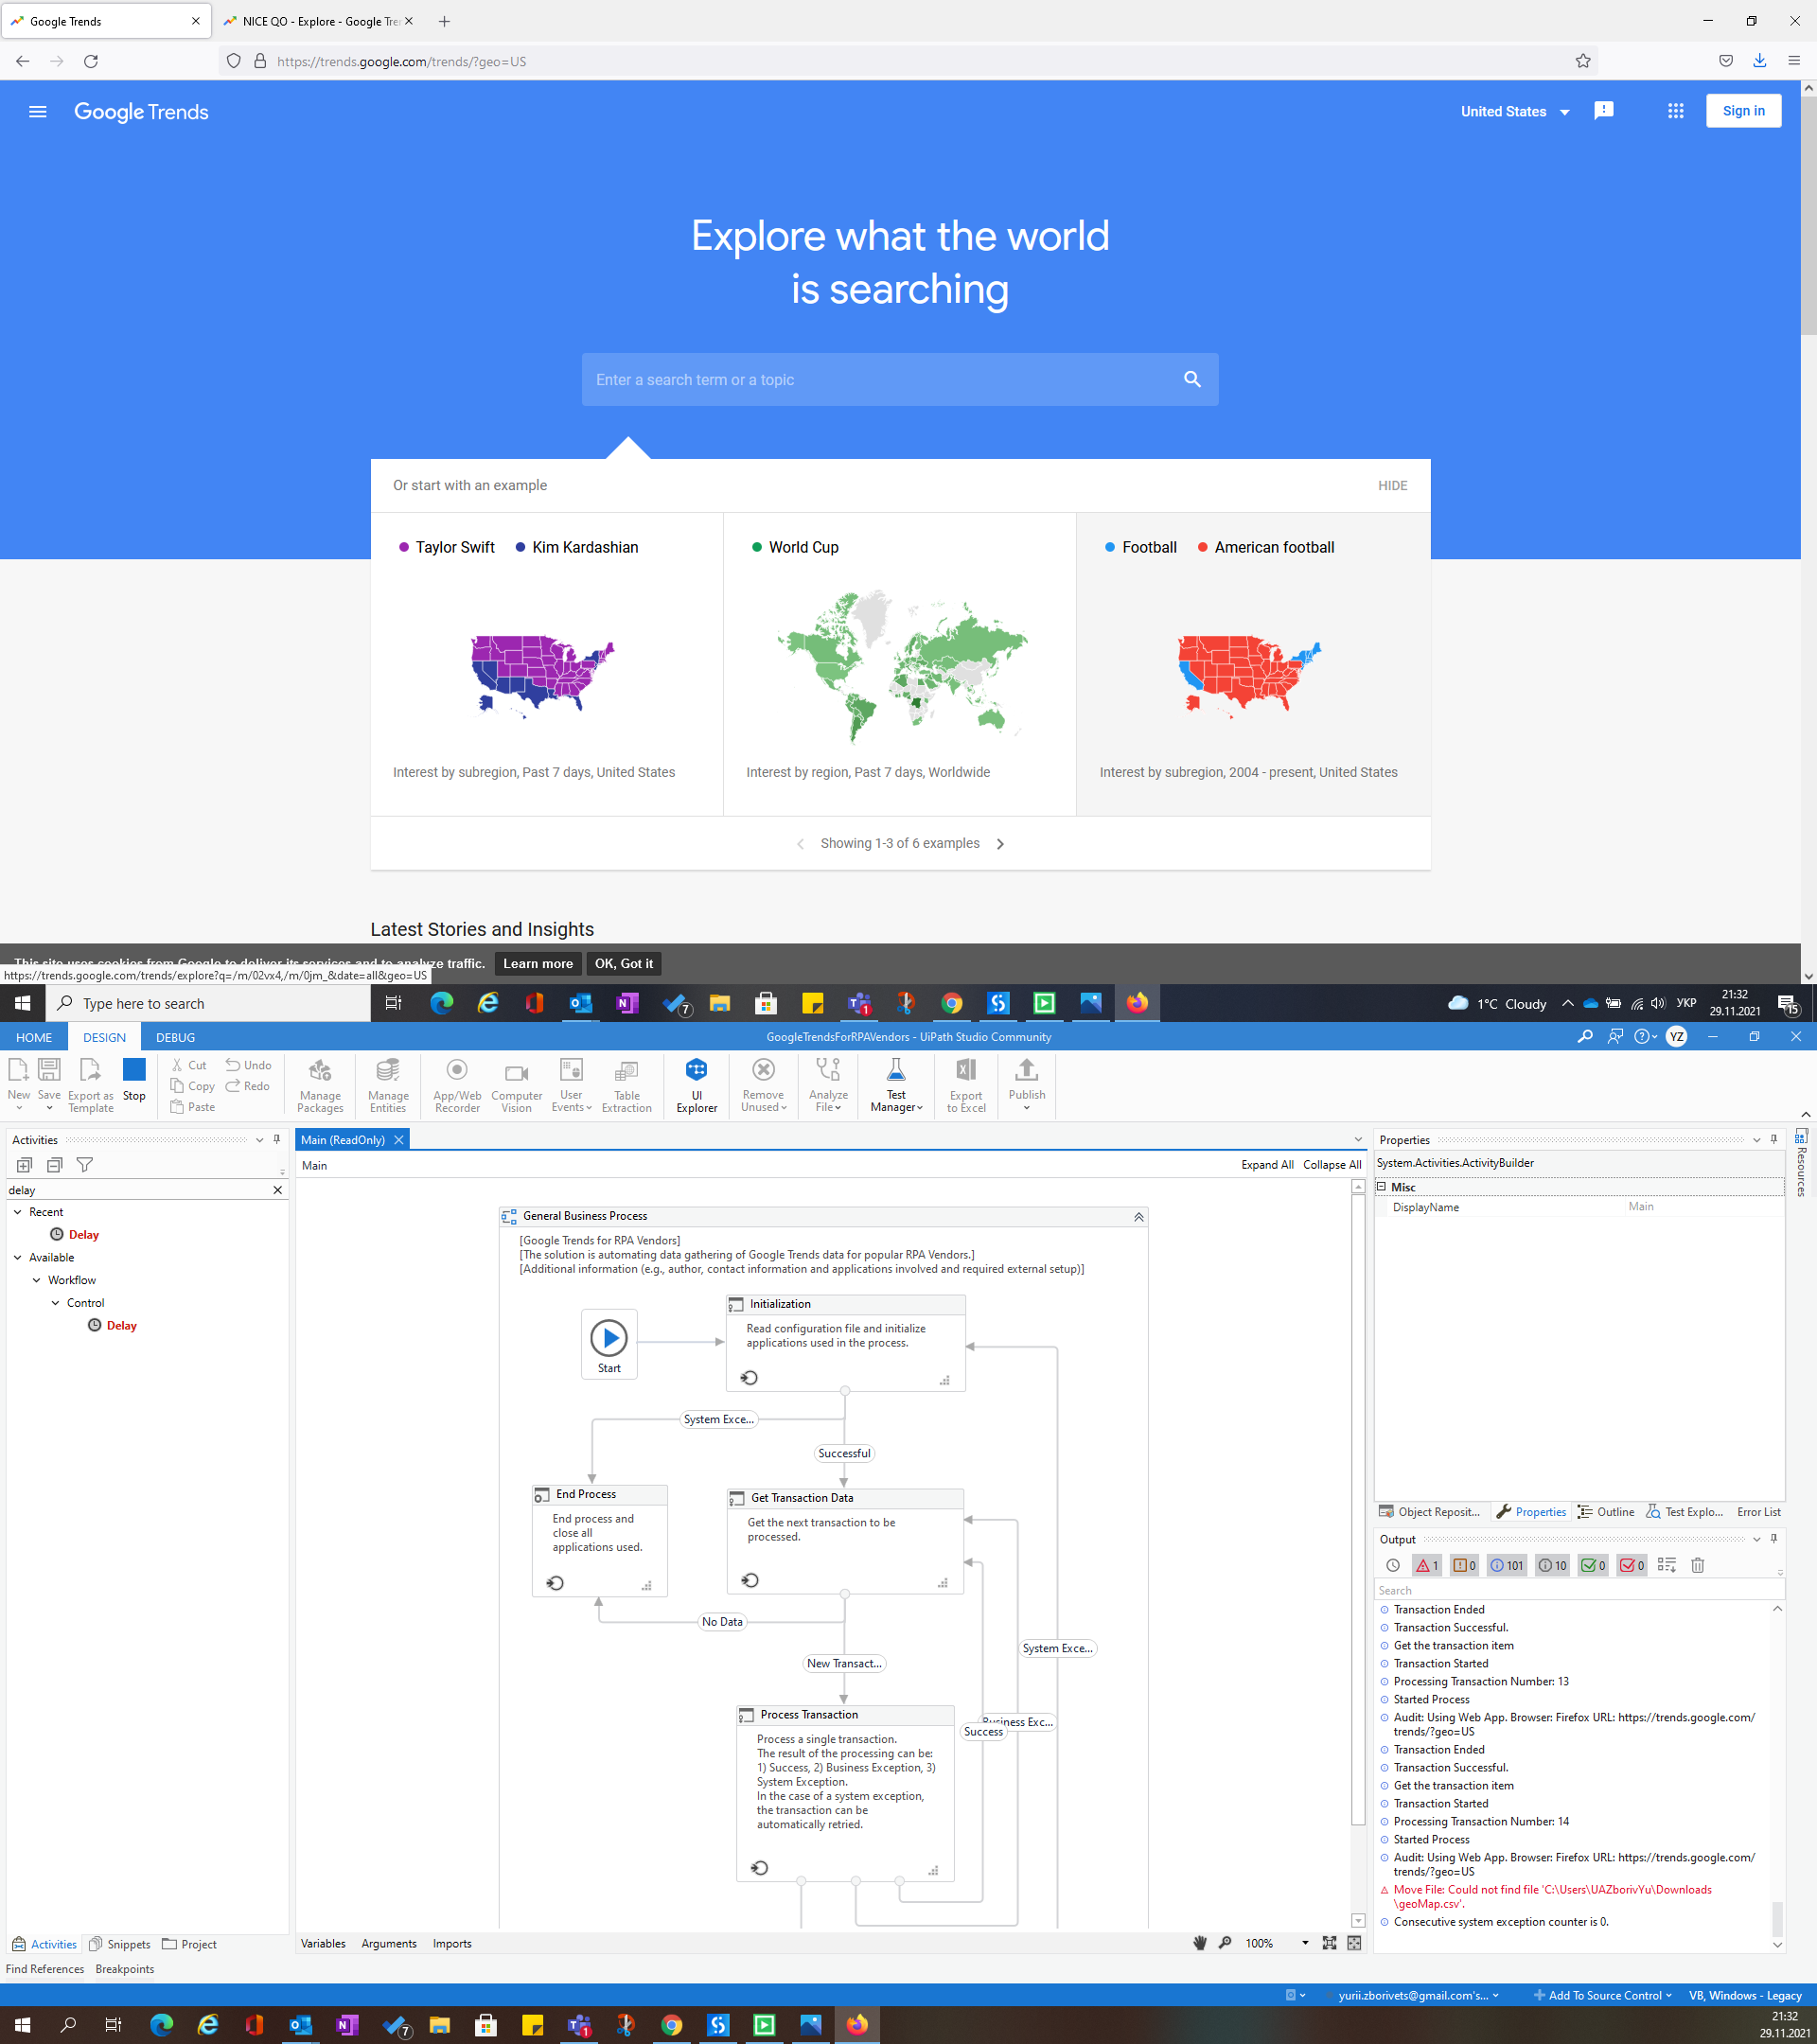 Google Trends
NICE QO - Explore - Google Tre
https://trends.google.com/trends/?geo=US
Google Trends
United States
Sign in
Explore what the world
is searching
Enter a search term or a topic
Or start with an example
HIDE
Taylor Swift Kim Kardashian
World Cup
Football American football
Interest by subregion, Past 7 days, United States
Interest by region, Past 7 days, Worldwide
Interest by subregion, 2004 - present, United States
Showing 1-3 of 6 examples
Latest Stories and Insights
This site uses cookies from Google to deliver its services and to analyze traffic.
Learn more
OK, Got it
https://trends.google.com/trends/explore?q=/m/02vx4,/m/0jm_&date=all&geo=US
Type here to search
7
1
1°C Cloudy
УКР
21:32
29.11.2021
15
HOME
DESIGN
DEBUG
GoogleTrendsForRPAVendors - UiPath Studio Community
YZ
New
Save
Export as
Template
Stop
Cut
Copy
Paste
Undo
Redo
Manage
Packages
Manage
Entities
App/Web
Recorder
Computer
Vision
User
Events
Table
Extraction
UI
Explorer
Remove
Unused
Analyze
File
Test
Manager
Export
to Excel
Publish
Activities
delay
Recent
Delay
Available
Workflow
Control
Delay
Main (ReadOnly)
Main
Expand All
Collapse All
General Business Process
[Google Trends for RPA Vendors]
[The solution is automating data gathering of Google Trends data for popular RPA Vendors.]
[Additional information (e.g., author, contact information and applications involved and required external setup)]
Start
Initialization
Read configuration file and initialize
applications used in the process.
System Exce...
Successful
End Process
End process and
close all
applications used.
Get Transaction Data
Get the next transaction to be
processed.
No Data
New Transact...
System Exce...
Business Exc...
Success
Process Transaction
Process a single transaction.
The result of the processing can be:
1) Success, 2) Business Exception, 3)
System Exception.
In the case of a system exception,
the transaction can be
automatically retried.
Variables
Arguments
Imports
100%
Properties
System.Activities.ActivityBuilder
Misc
DisplayName
Main
Resources
Object Reposit...
Properties
Outline
Test Explo...
Error List
Output
1
0
101
10
0
0
Search
Transaction Ended
Transaction Successful.
Get the transaction item
Transaction Started
Processing Transaction Number: 13
Started Process
Audit: Using Web App. Browser: Firefox URL: https://trends.google.com/
trends/?geo=US
Transaction Ended
Transaction Successful.
Get the transaction item
Transaction Started
Processing Transaction Number: 14
Started Process
Audit: Using Web App. Browser: Firefox URL: https://trends.google.com/
trends/?geo=US
Move File: Could not find file 'C:\Users\UAZborivYu\Downloads
\geoMap.csv'.
Consecutive system exception counter is 0.
Activities
Snippets
Project
Find References
Breakpoints
yurii.zborivets@gmail.com's...
Add To Source Control
VB, Windows - Legacy
7
1
21:32
29.11.2021